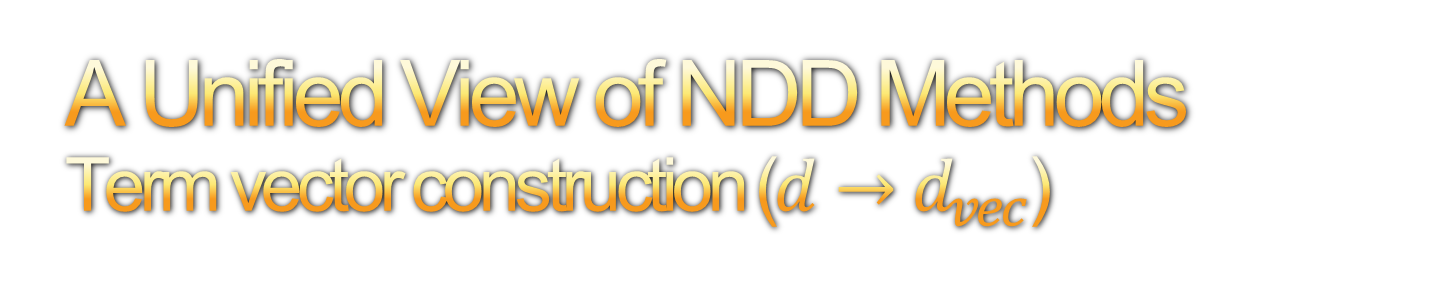 A Unified View of NDD Methods
Term vector construction (d → d_vec)